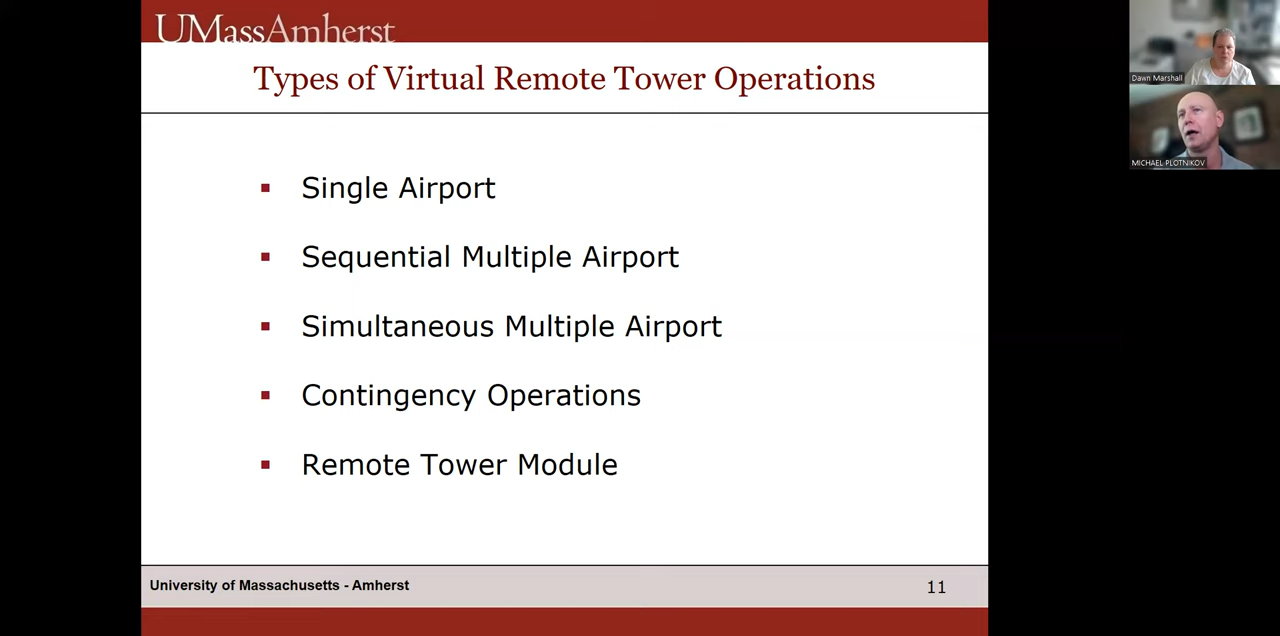 UMassAmherst
Types of Virtual Remote Tower Operations
▪ Single Airport
▪ Sequential Multiple Airport
▪ Simultaneous Multiple Airport
▪ Contingency Operations
▪ Remote Tower Module
University of Massachusetts - Amherst
11
Dawn Marshall
MICHAEL PLOTNIKOV